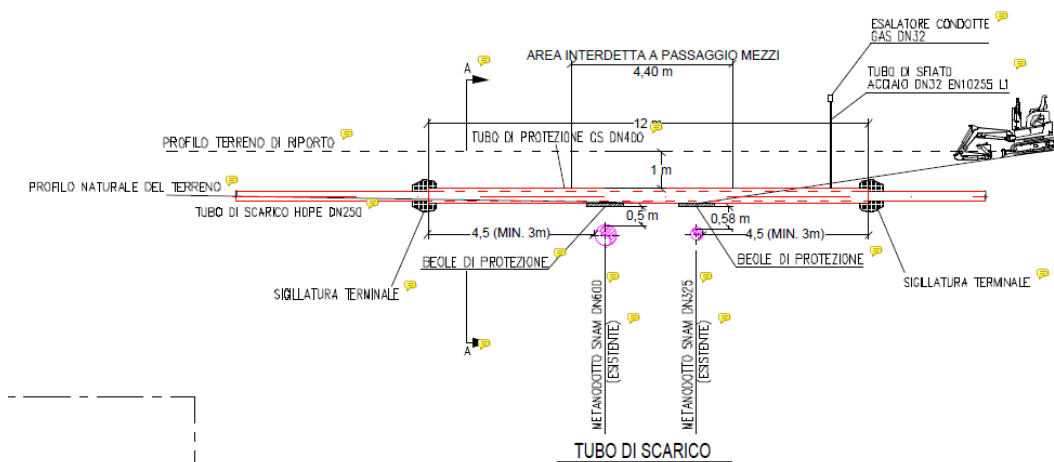 ESALATORE CONDOTTE
GAS DN32
A
AREA INTERDETTA A PASSAGGIO MEZZI
4,40 m
TUBO DI SFIATO
ACCIAIO DN32 EN10255 L1
12 m
PROFILO TERRENO DI RIPORTO
TUBO DI PROTEZIONE CS DN400
1 m
PROFILO NATURALE DEL TERRENO
TUBO DI SCARICO HDPE DN250
0,5 m
0,58 m
4,5 (MIN. 3m)
4,5 (MIN. 3m)
BEOLE DI PROTEZIONE
BEOLE DI PROTEZIONE
SIGILLATURA TERMINALE
SIGILLATURA TERMINALE
METANODOTTO SNAM DN600
(ESISTENTE)
METANODOTTO SNAM DN325
(ESISTENTE)
A
TUBO DI SCARICO